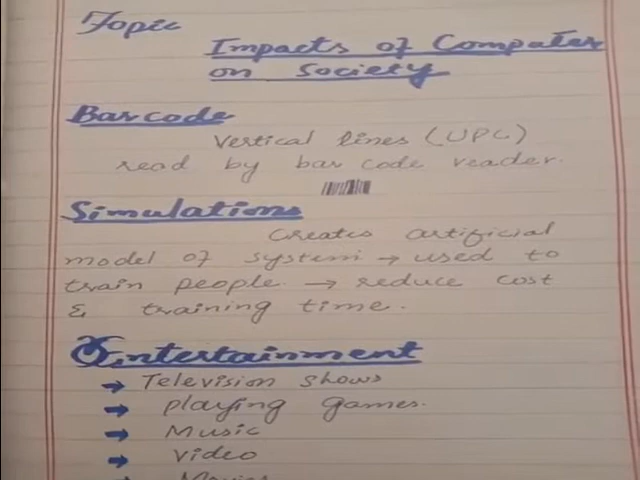 Topic
Impacts of Computer
on Society
Barcode
Vertical lines (UPC)
read by bar code reader.
Simulations
Creates artificial
model of system → used to
train people → reduce cost
& training time.
Entertainment
→ Television shows
→ playing games.
→ Music
→ Video